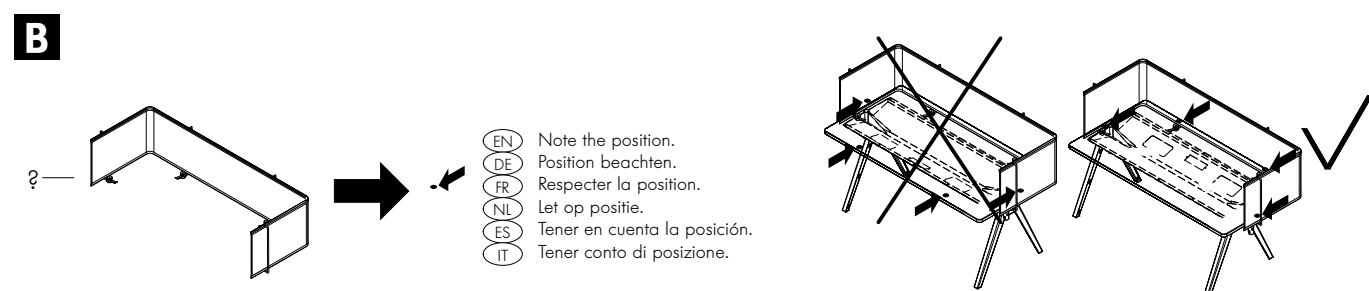 B
?
EN Note the position.
DE Position beachten.
FR Respecter la position.
NL Let op positie.
ES Tener en cuenta la posición.
IT Tener conto di posizione.